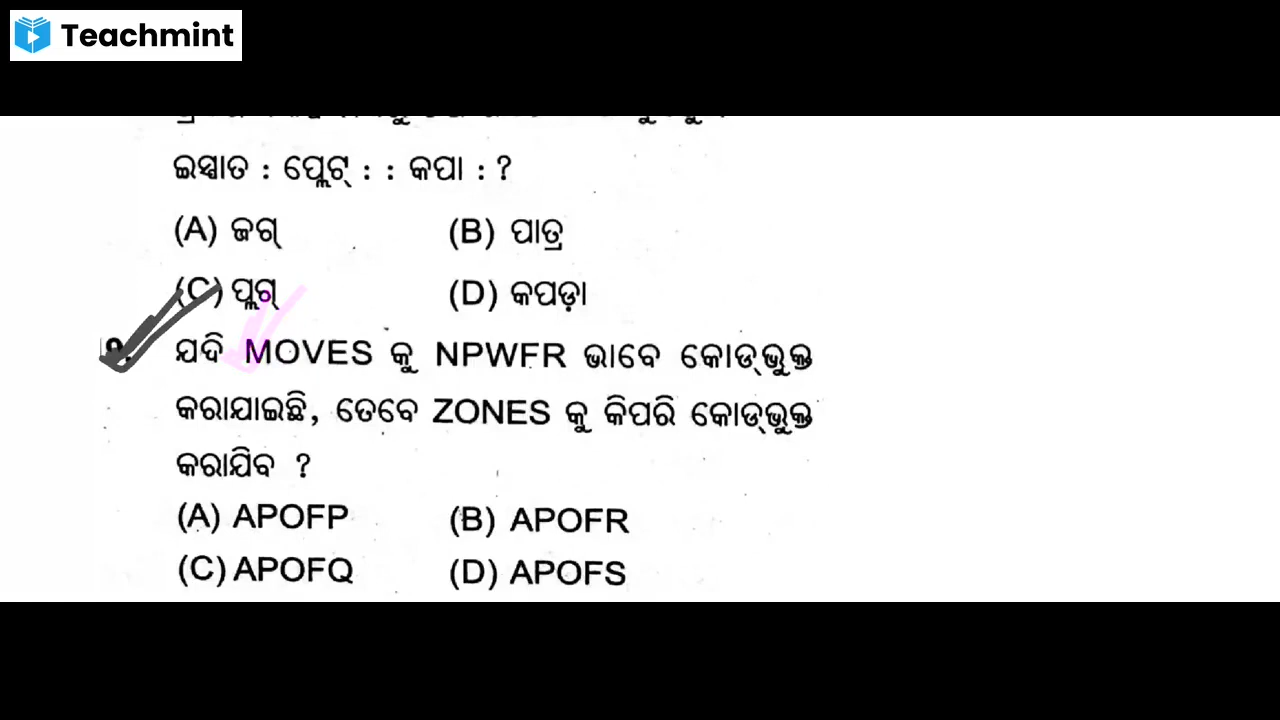 Teachmint
ଇସ୍ପାତ : ପ୍ଲେଟ୍ : : କପା : ?
(A) ଜଗ୍ (B) ପାତ୍ର
(C) ପ୍ଲଗ୍ (D) କପଡ଼ା
ଯଦି MOVES କୁ NPWFR ଭାବେ କୋଡ୍‌ଭୁକ୍ତ
କରାଯାଇଛି, ତେବେ ZONES କୁ କିପରି କୋଡ୍‌ଭୁକ୍ତ
କରାଯିବ ?
(A) APOFP (B) APOFR
(C) APOFQ (D) APOFS